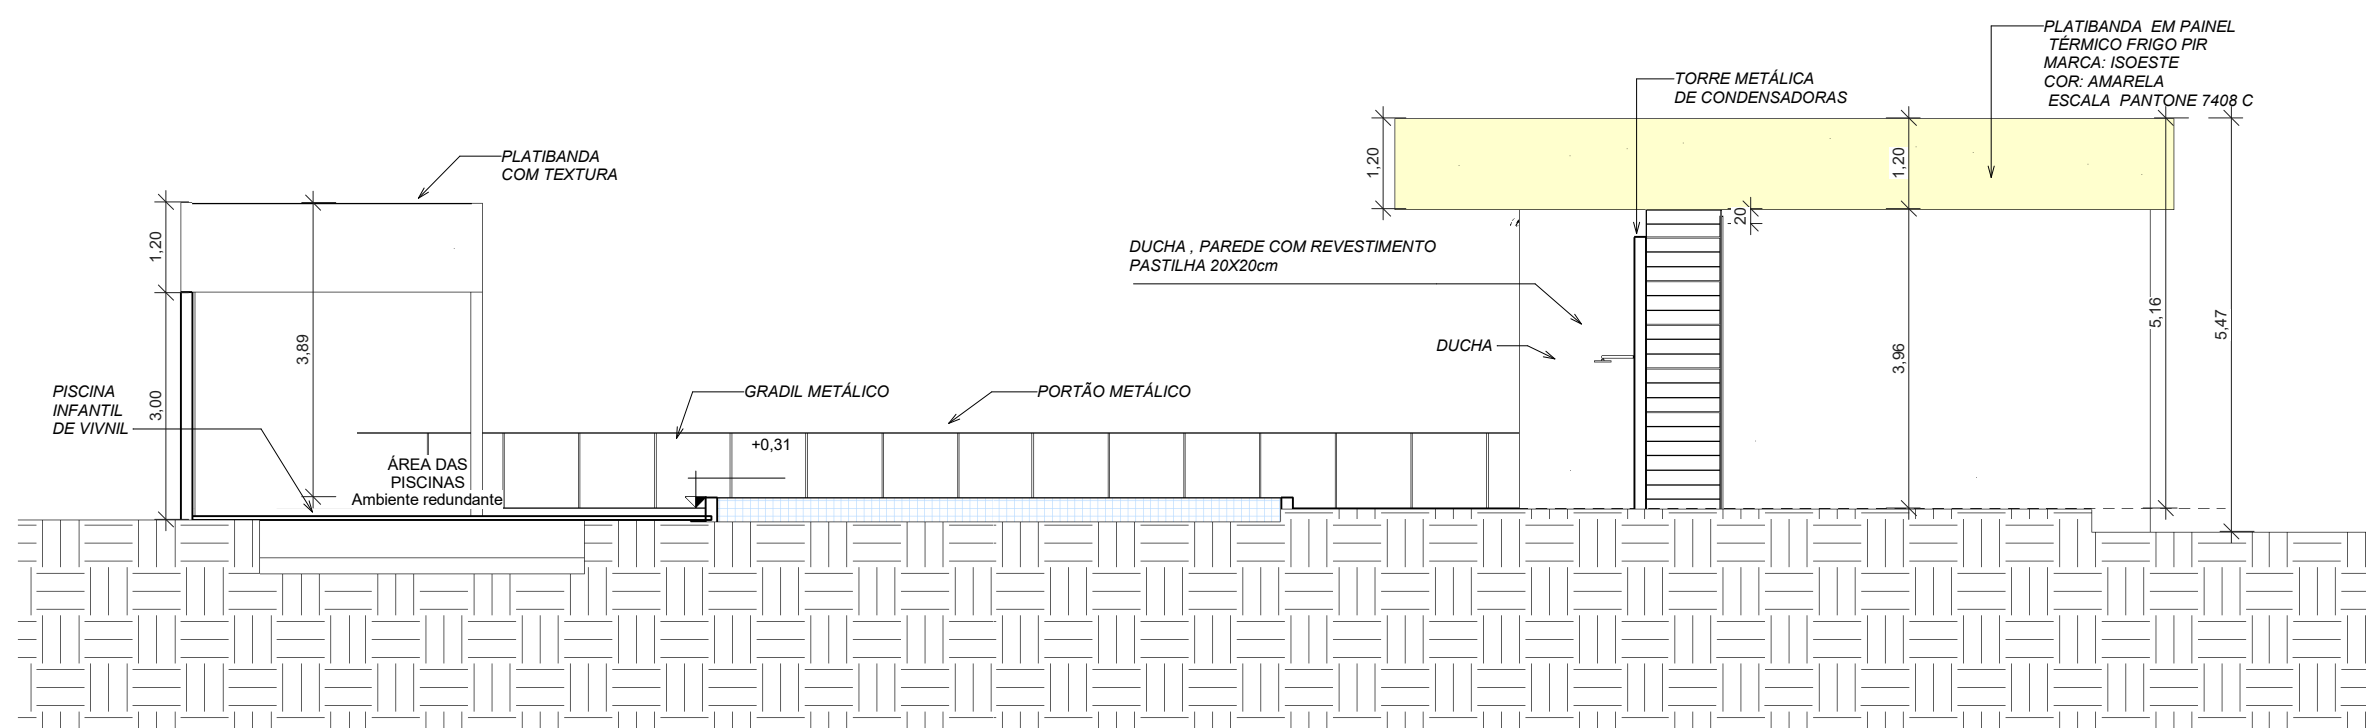 PLATIBANDA EM PAINEL
TÉRMICO FRIGO PIR
MARCA: ISOESTE
COR: AMARELA
ESCALA PANTONE 7408 C
TORRE METÁLICA
DE CONDENSADORAS
PLATIBANDA
COM TEXTURA
1,20
1,20
1,20
20
DUCHA , PAREDE COM REVESTIMENTO
PASTILHA 20X20cm
DUCHA
3,89
3,00
3,96
5,16
5,47
PISCINA
INFANTIL
DE VIVNIL
GRADIL METÁLICO
PORTÃO METÁLICO
+0,31
ÁREA DAS
PISCINAS
Ambiente redundante